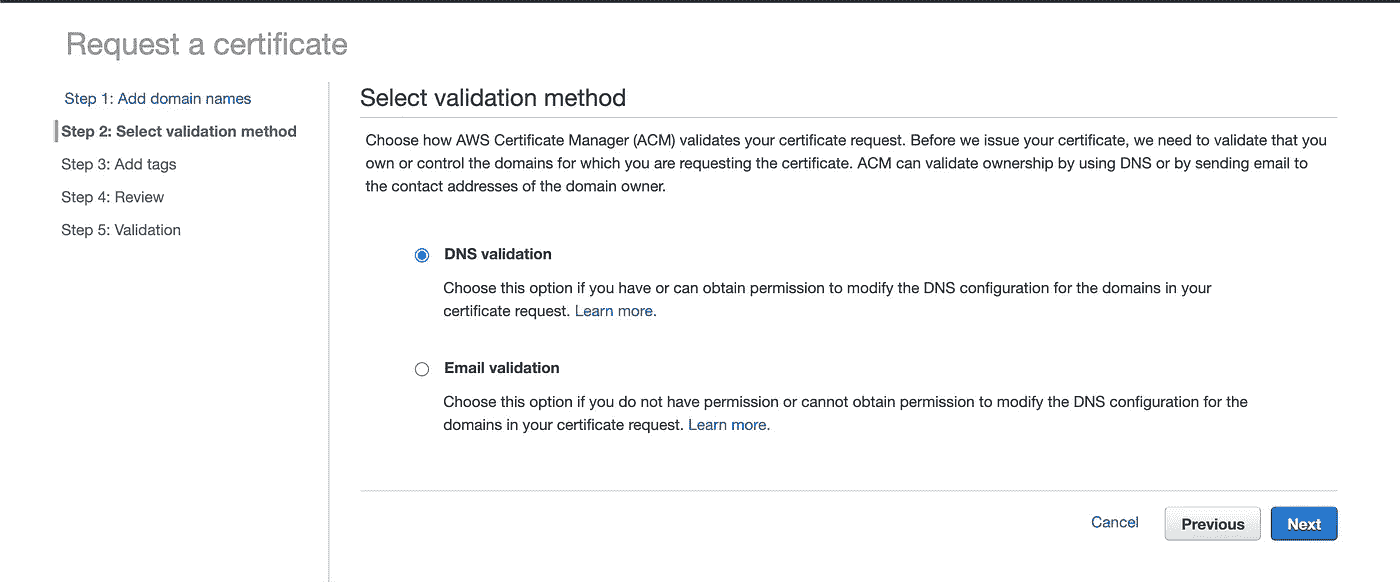 Request a certificate
Step 1: Add domain names
Step 2: Select validation method
Step 3: Add tags
Step 4: Review
Step 5: Validation
Select validation method
Choose how AWS Certificate Manager (ACM) validates your certificate request. Before we issue your certificate, we need to validate that you
own or control the domains for which you are requesting the certificate. ACM can validate ownership by using DNS or by sending email to
the contact addresses of the domain owner.
DNS validation
Choose this option if you have or can obtain permission to modify the DNS configuration for the domains in your
certificate request. Learn more.
Email validation
Choose this option if you do not have permission or cannot obtain permission to modify the DNS configuration for the
domains in your certificate request. Learn more.
Cancel
Previous
Next